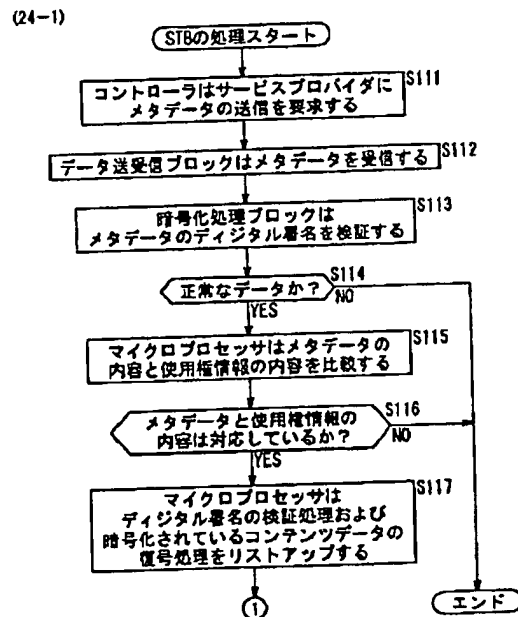 (24-1)
STBの処理スタート
コントローラはサービスプロバイダに
メタデータの送信を要求する
S111
データ送受信ブロックはメタデータを受信する
S112
暗号化処理ブロックは
メタデータのディジタル署名を検証する
S113
正常なデータか?
S114
NO
YES
マイクロプロセッサはメタデータの
内容と使用権情報の内容を比較する
S115
メタデータと使用権情報の
内容は対応しているか?
S116
NO
YES
マイクロプロセッサは
ディジタル署名の検証処理および
暗号化されているコンテンツデータの
復号処理をリストアップする
S117
①
エンド